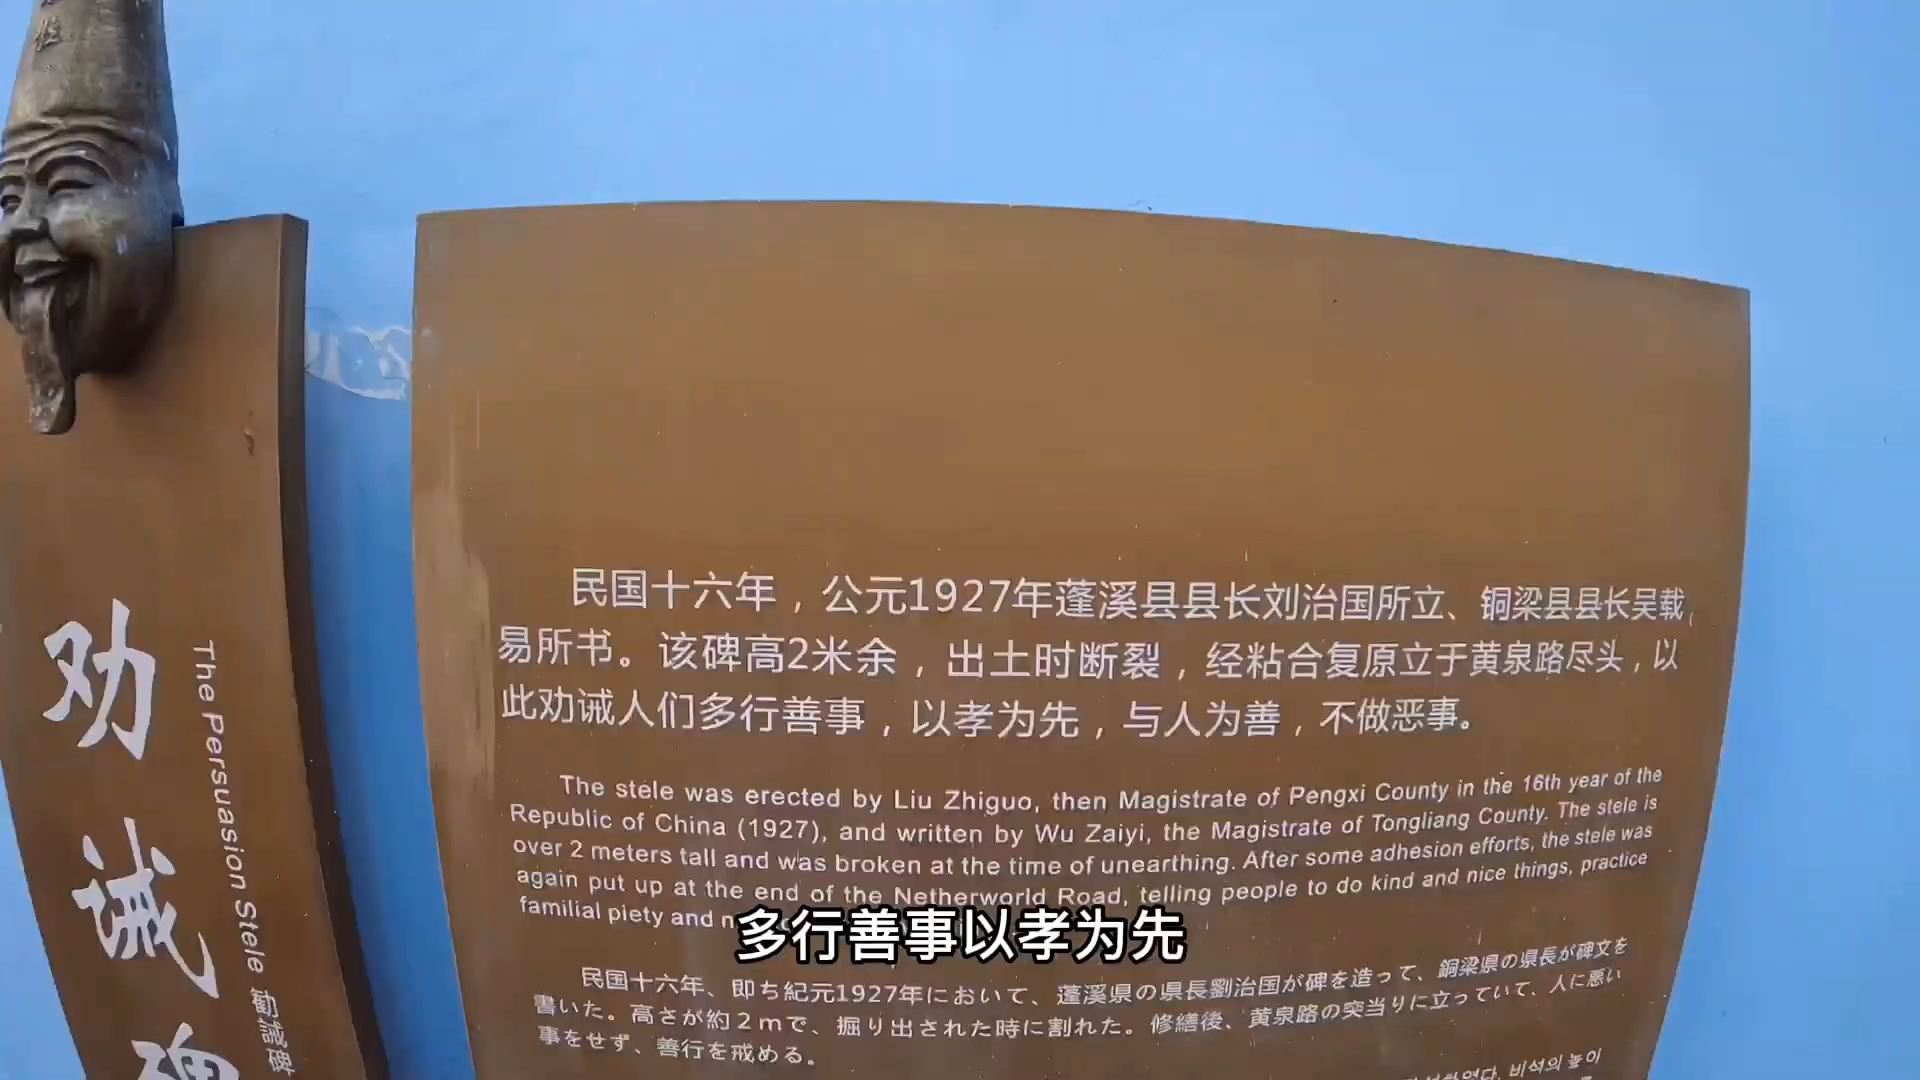 劝诫碑
The Persuasion Stele 勧誡碑
民国十六年，公元1927年蓬溪县县长刘治国所立、铜梁县县长吴载
易所书。该碑高2米余，出土时断裂，经粘合复原立于黄泉路尽头，以
此劝诫人们多行善事，以孝为先，与人为善，不做恶事。
The stele was erected by Liu Zhiguo, then Magistrate of Pengxi County in the 16th year of the
Republic of China (1927), and written by Wu Zaiyi, the Magistrate of Tongliang County. The stele is
over 2 meters tall and was broken at the time of unearthing. After some adhesion efforts, the stele was
again put up at the end of the Netherworld Road, telling people to do kind and nice things, practice
familial piety and
多行善事以孝为先
民国十六年、即ち紀元1927年において、蓬溪県の県長劉治国が碑を造って、銅梁県の県長が碑文を
書いた。高さが約２ｍで、掘り出された時に割れた。修繕後、黄泉路の突当りに立っていて、人に悪い
事をせず、善行を戒める。
비석의 높이